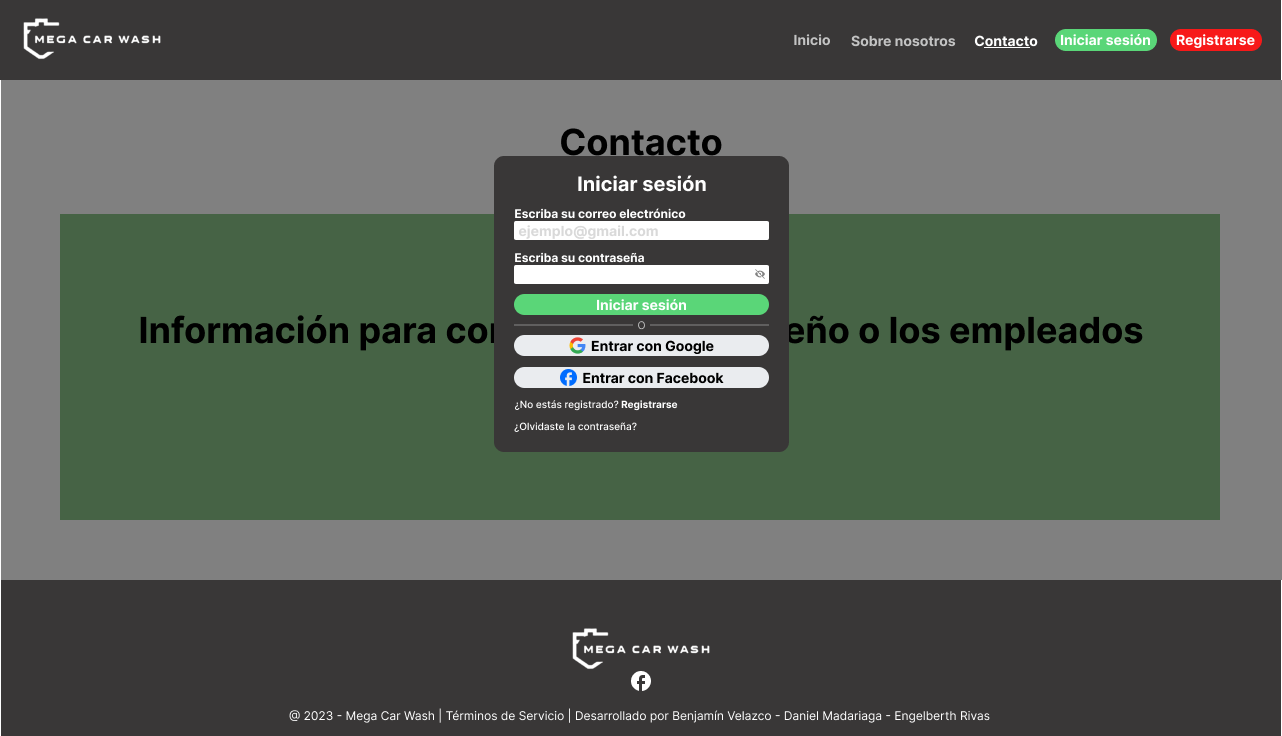 MEGA CAR WASH
Inicio
Sobre nosotros
Contacto
Iniciar sesión
Registrarse
Contacto
Iniciar sesión
Escriba su correo electrónico
ejemplo@gmail.com
Escriba su contraseña
Iniciar sesión
O
Información para co
eño o los empleados
Entrar con Google
Entrar con Facebook
¿No estás registrado? Registrarse
¿Olvidaste la contraseña?
MEGA CAR WASH
@ 2023 - Mega Car Wash | Términos de Servicio | Desarrollado por Benjamín Velazco - Daniel Madariaga - Engelberth Rivas